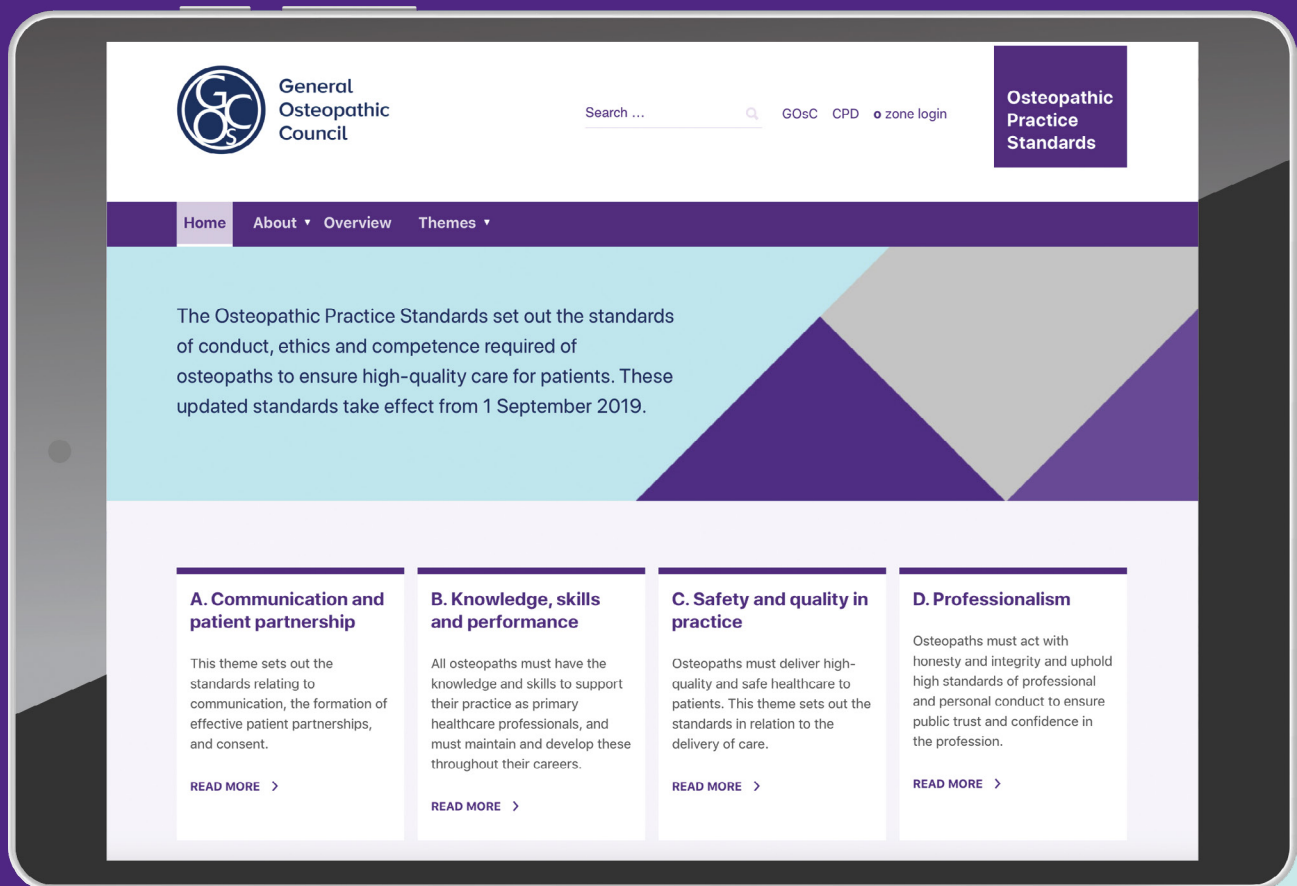 GOsC
General
Osteopathic
Council
Search ...
GOsC CPD o zone login
Osteopathic
Practice
Standards
Home About ▾ Overview Themes ▾
The Osteopathic Practice Standards set out the standards
of conduct, ethics and competence required of
osteopaths to ensure high-quality care for patients. These
updated standards take effect from 1 September 2019.
A. Communication and
patient partnership
This theme sets out the
standards relating to
communication, the formation of
effective patient partnerships,
and consent.
READ MORE >
B. Knowledge, skills
and performance
All osteopaths must have the
knowledge and skills to support
their practice as primary
healthcare professionals, and
must maintain and develop these
throughout their careers.
READ MORE >
C. Safety and quality in
practice
Osteopaths must deliver high-
quality and safe healthcare to
patients. This theme sets out the
standards in relation to the
delivery of care.
READ MORE >
D. Professionalism
Osteopaths must act with
honesty and integrity and uphold
high standards of professional
and personal conduct to ensure
public trust and confidence in
the profession.
READ MORE >